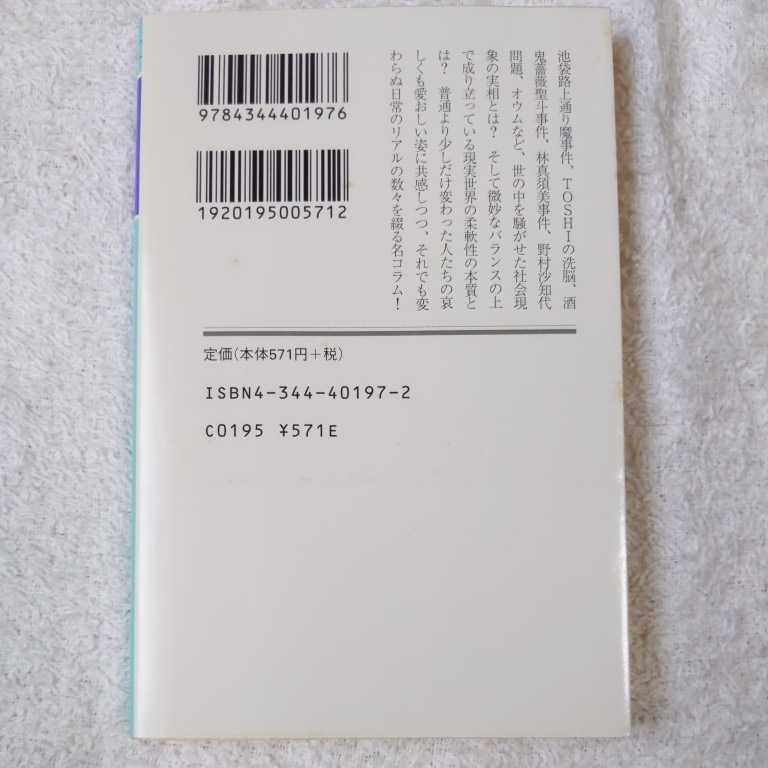 9784344401976
1920195005712
池袋路上通り魔事件、TOSHIの洗脳、酒
鬼薔薇聖斗事件、林真須美事件、野村沙知代
問題、オウムなど、世の中を騒がせた社会現
象の実相とは？　そして微妙なバランスの上
で成り立っている現実世界の柔軟性の本質と
は？　普通より少しだけ変わった人たちの哀
しくも愛おしい姿に共感しつつ、それでも変
わらぬ日常のリアルの数々を綴る名コラム！
定価(本体571円+税)
ISBN4-344-40197-2
C0195 ¥571E